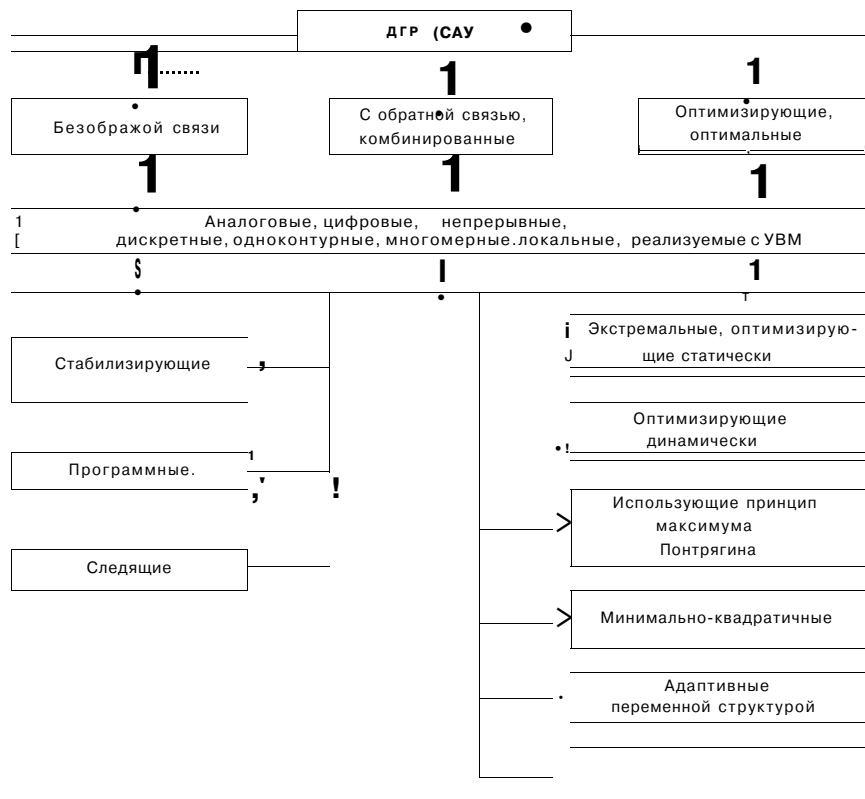 ДГР (САУ
Безображой связи
С обратной связью,
комбинированные
Оптимизирующие,
оптимальные
Аналоговые, цифровые, непрерывные,
дискретные, одноконтурные, многомерные.локальные, реализуемые с УВМ
Стабилизирующие
Программные.
Следящие
Экстремальные, оптимизирую-
щие статически
Оптимизирующие
динамически
Использующие принцип
максимума
Понтрягина
Минимально-квадратичные
Адаптивные
переменной структурой